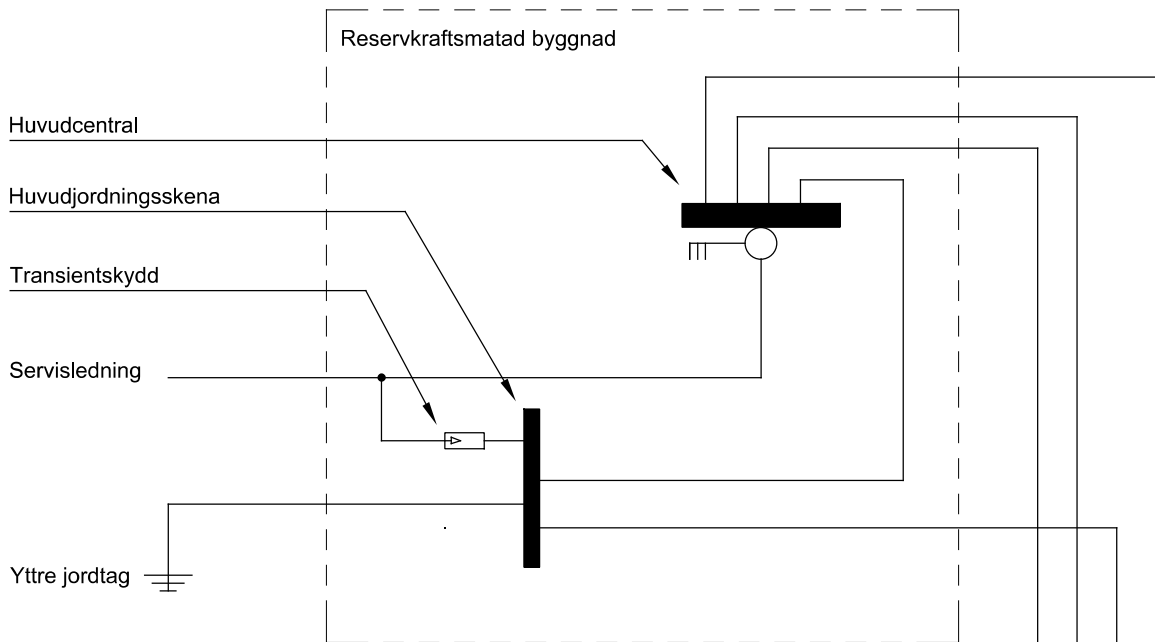 Reservkraftsmatad byggnad
Huvudcentral
Huvudjordningsskena
Transientskydd
Servisledning
Yttre jordtag